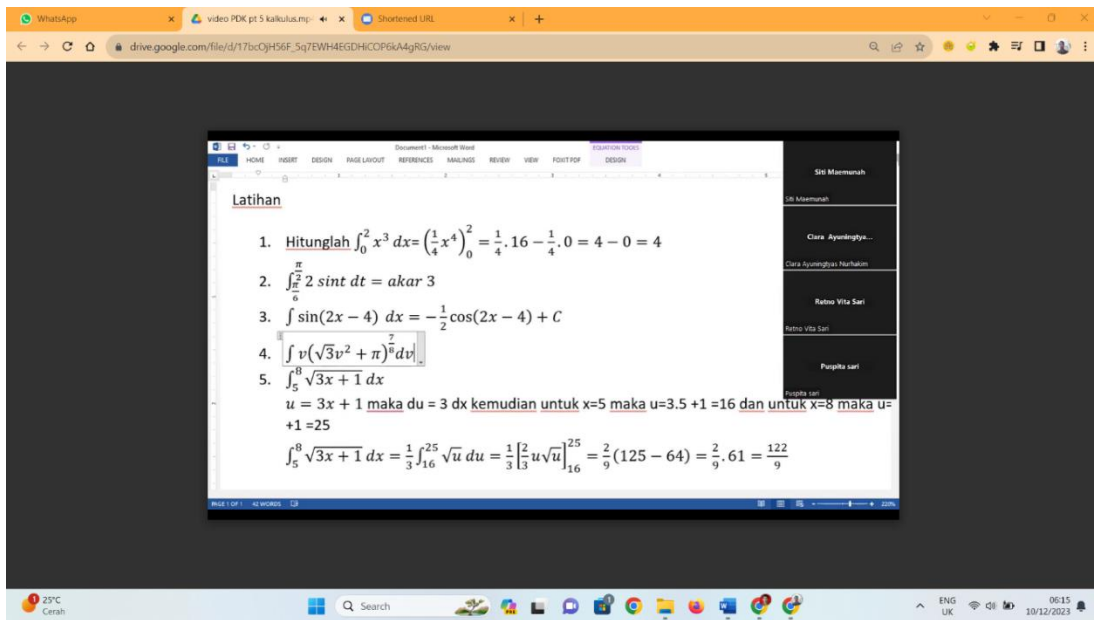 WhatsApp
video PDK pt 5 kalkulus.mp
Shortened URL
drive.google.com/file/d/17bcOjH56F_5q7EWH4EGDHiCOP6kA4gRG/view
Document1 - Microsoft Word
EQUATION TOOLS
FILE HOME INSERT DESIGN PAGE LAYOUT REFERENCES MAILINGS REVIEW VIEW FOXIT PDF DESIGN
Siti Maemunah
Siti Maemunah
Clara Ayuningtya...
Clara Ayuningtyas Nurhakim
Retno Vita Sari
Retno Vita Sari
Puspita sari
Puspita sari
Latihan
1. Hitunglah ∫₀² x³ dx= (¼x⁴)₀² = ¼ . 16 − ¼ . 0 = 4 − 0 = 4
2. ∫_{π/6}^{π/2} 2 sint dt = akar 3
3. ∫ sin(2x − 4) dx = −½cos(2x − 4) + C
4. ∫ v(√3v² + π)^{7/8}dv
5. ∫₅⁸ √(3x + 1) dx
u = 3x + 1 maka du = 3 dx kemudian untuk x=5 maka u=3.5 +1 =16 dan untuk x=8 maka u=
+1 =25
∫₅⁸ √(3x + 1) dx = ⅓ ∫₁₆²⁵ √u du = ⅓ [⅔ u√u]₁₆²⁵ = 2/9 (125 − 64) = 2/9 . 61 = 122/9
PAGE 1 OF 1 42 WORDS
220%
1
25°C
Cerah
Search
ENG
UK
06:15
10/12/2023